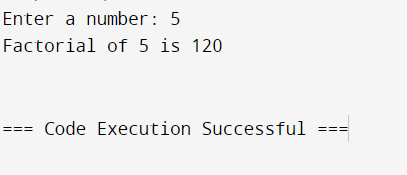 Enter a number: 5
Factorial of 5 is 120
=== Code Execution Successful ===